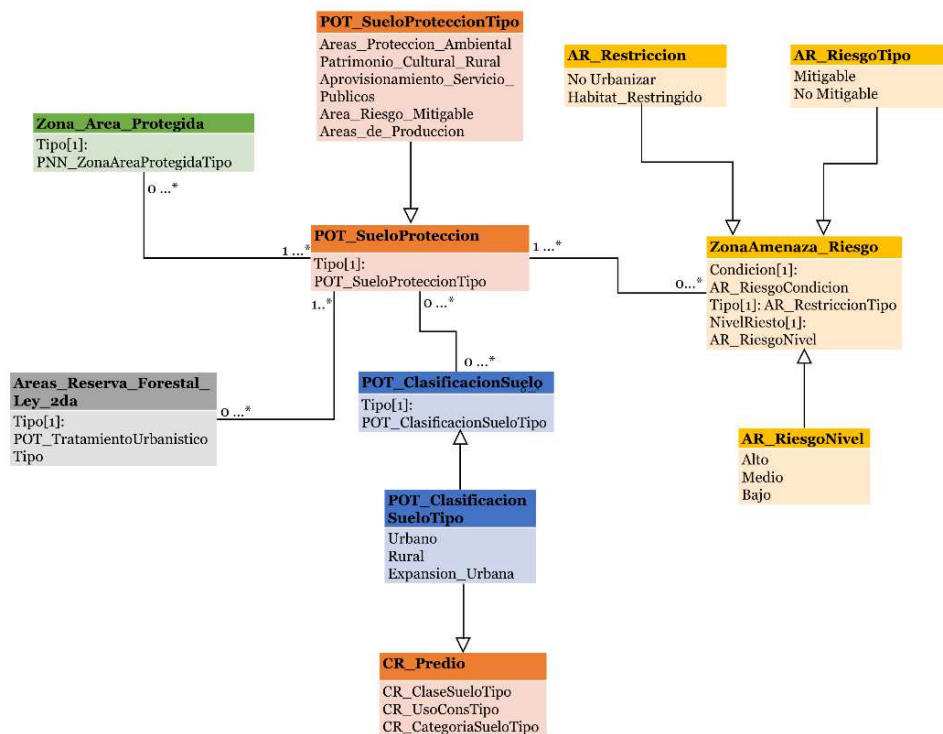 POT_SueloProteccionTipo
Areas_Proteccion_Ambiental
Patrimonio_Cultural_Rural
Aprovisionamiento_Servicio_
Publicos
Area_Riesgo_Mitigable
Areas_de_Produccion
AR_Restriccion
No Urbanizar
Habitat_Restringido
AR_RiesgoTipo
Mitigable
No Mitigable
Zona_Area_Protegida
Tipo[1]:
PNN_ZonaAreaProtegidaTipo
0 ...*
1 ...*
POT_SueloProteccion
Tipo[1]:
POT_SueloProteccionTipo
1 ...*
0...*
ZonaAmenaza_Riesgo
Condicion[1]:
AR_RiesgoCondicion
Tipo[1]: AR_RestriccionTipo
NivelRiesto[1]:
AR_RiesgoNivel
1..*
0 ...*
0 ...*
Areas_Reserva_Forestal_
Ley_2da
Tipo[1]:
POT_TratamientoUrbanistico
Tipo
0 ...*
POT_ClasificacionSuelo
Tipo[1]:
POT_ClasificacionSueloTipo
AR_RiesgoNivel
Alto
Medio
Bajo
POT_Clasificacion
SueloTipo
Urbano
Rural
Expansion_Urbana
CR_Predio
CR_ClaseSueloTipo
CR_UsoConsTipo
CR_CategoriaSueloTipo